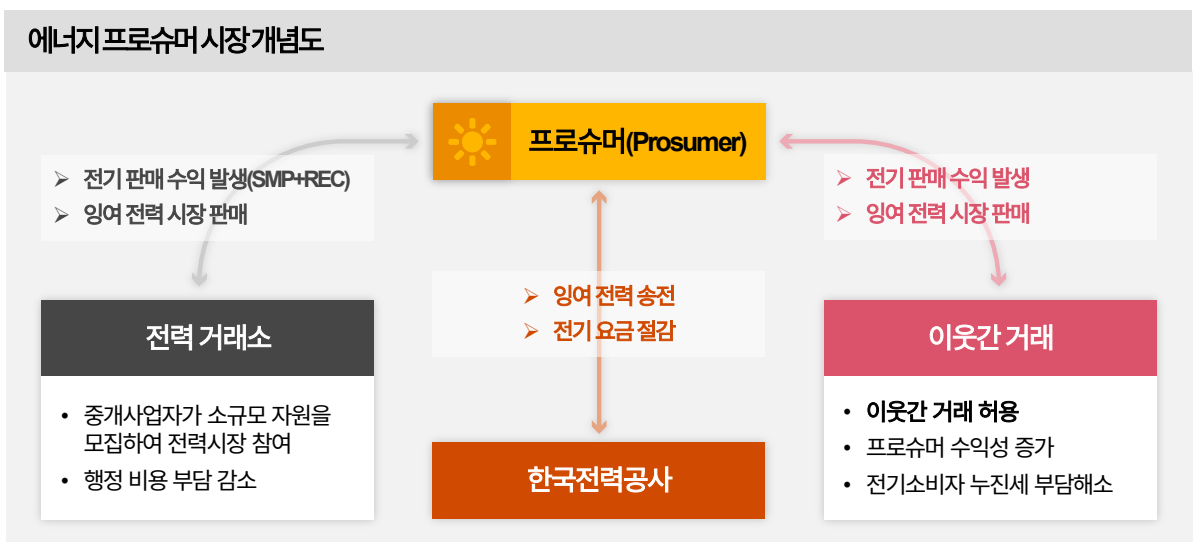 에너지 프로슈머 시장 개념도
프로슈머(Prosumer)
➢ 전기 판매 수익 발생(SMP+REC)
➢ 잉여 전력 시장 판매
➢ 전기 판매 수익 발생
➢ 잉여 전력 시장 판매
➢ 잉여 전력 송전
➢ 전기 요금 절감
전력 거래소
• 중개사업자가 소규모 자원을
모집하여 전력시장 참여
• 행정 비용 부담 감소
한국전력공사
이웃간 거래
• 이웃간 거래 허용
• 프로슈머 수익성 증가
• 전기소비자 누진세 부담해소